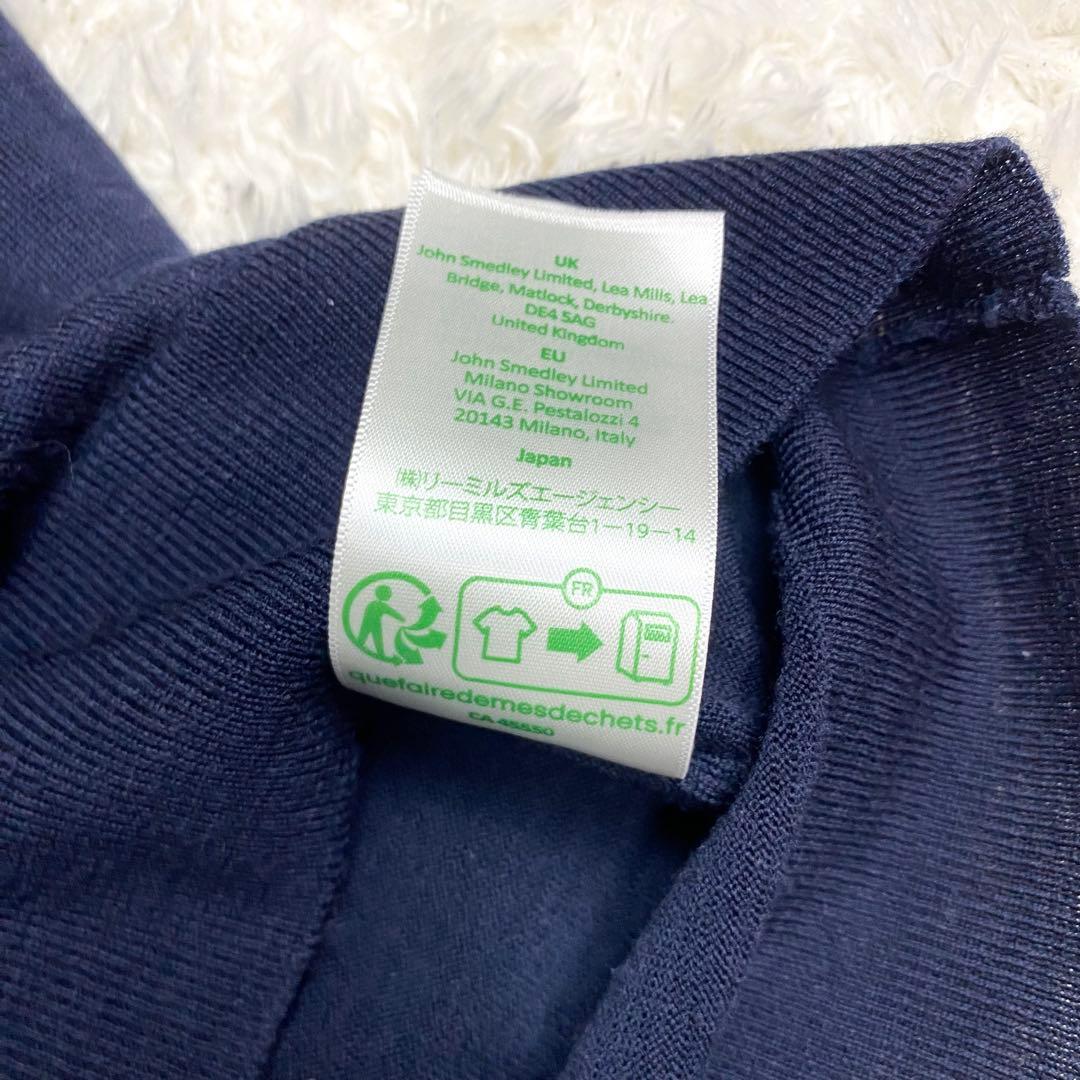 UK
John Smedley Limited, Lea Mills, Lea
Bridge, Matlock, Derbyshire.
DE4 5AG
United Kingdom
EU
John Smedley Limited
Milano Showroom
VIA G.E. Pestalozzi 4
20143 Milano, Italy
Japan
(株)リーミルズエージェンシー
東京都目黒区青葉台1-19-14
FR
quefairedemesdechets.fr
CA 45550